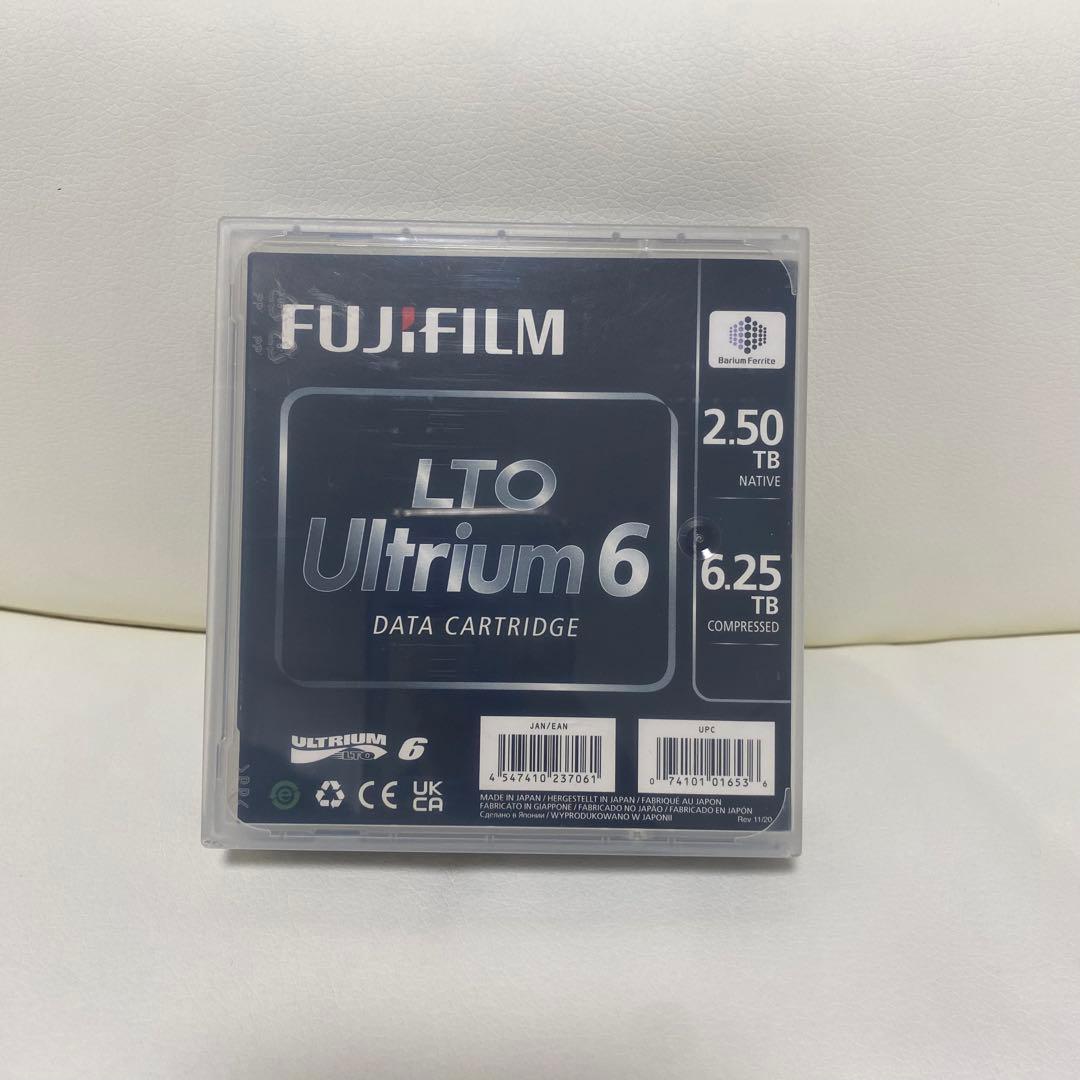 FUJIFILM
Barium Ferrite
2.50
TB
NATIVE
6.25
TB
COMPRESSED
LTO
Ultrium 6
DATA CARTRIDGE
ULTRIUM
LTO
6
CE
UK
CA
JAN/EAN
4 547410 237061
UPC
0 74101 01653 6
MADE IN JAPAN / HERGESTELLT IN JAPAN / FABRIQUÉ AU JAPON
FABRICATO IN GIAPPONE / FABRICADO NO JAPÃO / FABRICADO EN JAPÓN
Сделано в Японии / WYPRODUKOWANO W JAPONII
Rev 11/20